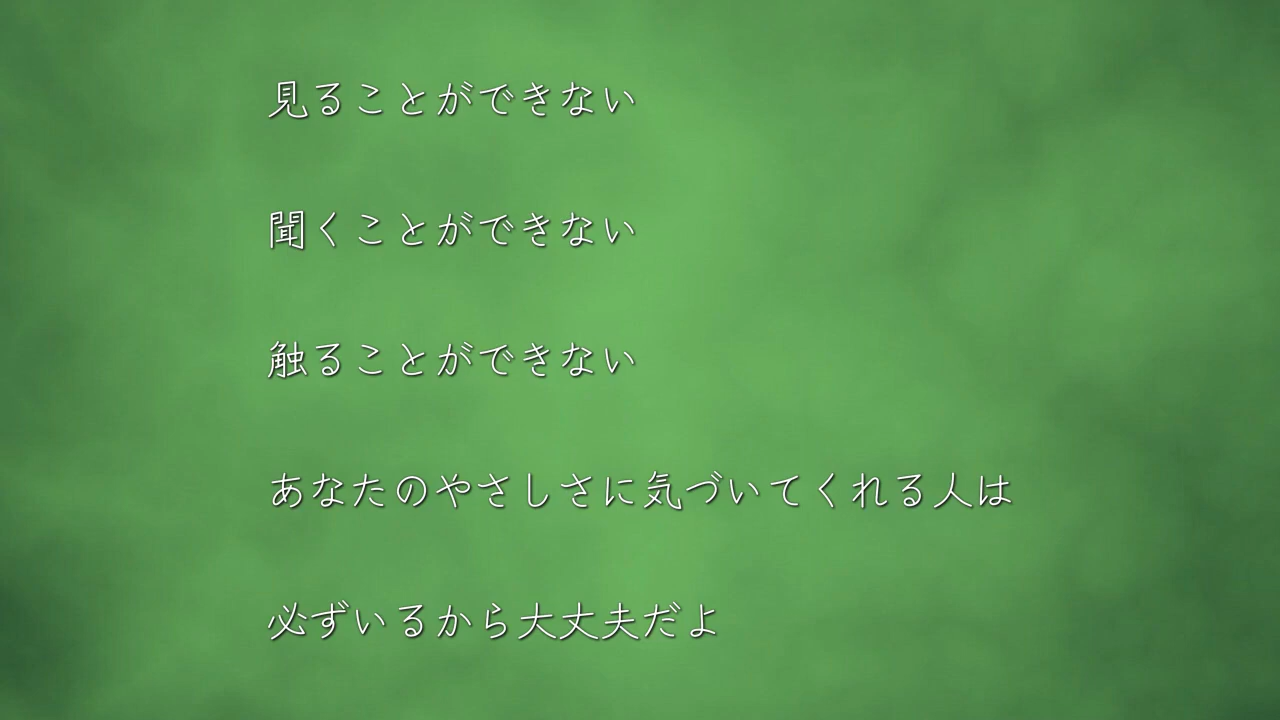 見ることができない
聞くことができない
触ることができない
あなたのやさしさに気づいてくれる人は
必ずいるから大丈夫だよ